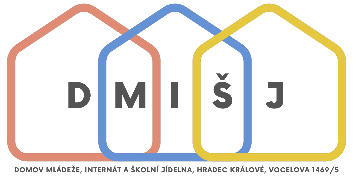 D M I Š J
DOMOV MLÁDEŽE, INTERNÁT A ŠKOLNÍ JÍDELNA, HRADEC KRÁLOVÉ, VOCELOVA 1469/5